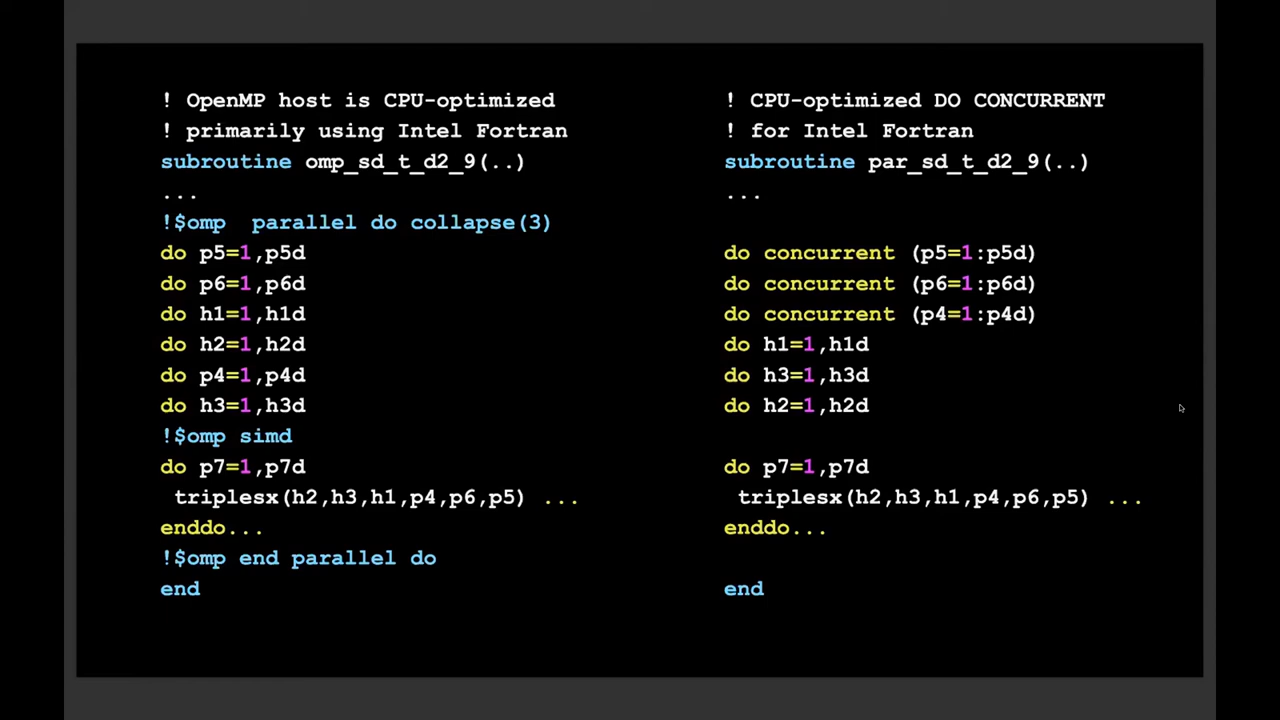 ! OpenMP host is CPU-optimized
! primarily using Intel Fortran
subroutine omp_sd_t_d2_9(..)
...
!$omp  parallel do collapse(3)
do p5=1,p5d
do p6=1,p6d
do h1=1,h1d
do h2=1,h2d
do p4=1,p4d
do h3=1,h3d
!$omp simd
do p7=1,p7d
 triplesx(h2,h3,h1,p4,p6,p5) ...
enddo...
!$omp end parallel do
end
! CPU-optimized DO CONCURRENT
! for Intel Fortran
subroutine par_sd_t_d2_9(..)
...
do concurrent (p5=1:p5d)
do concurrent (p6=1:p6d)
do concurrent (p4=1:p4d)
do h1=1,h1d
do h3=1,h3d
do h2=1,h2d
do p7=1,p7d
 triplesx(h2,h3,h1,p4,p6,p5) ...
enddo...
end